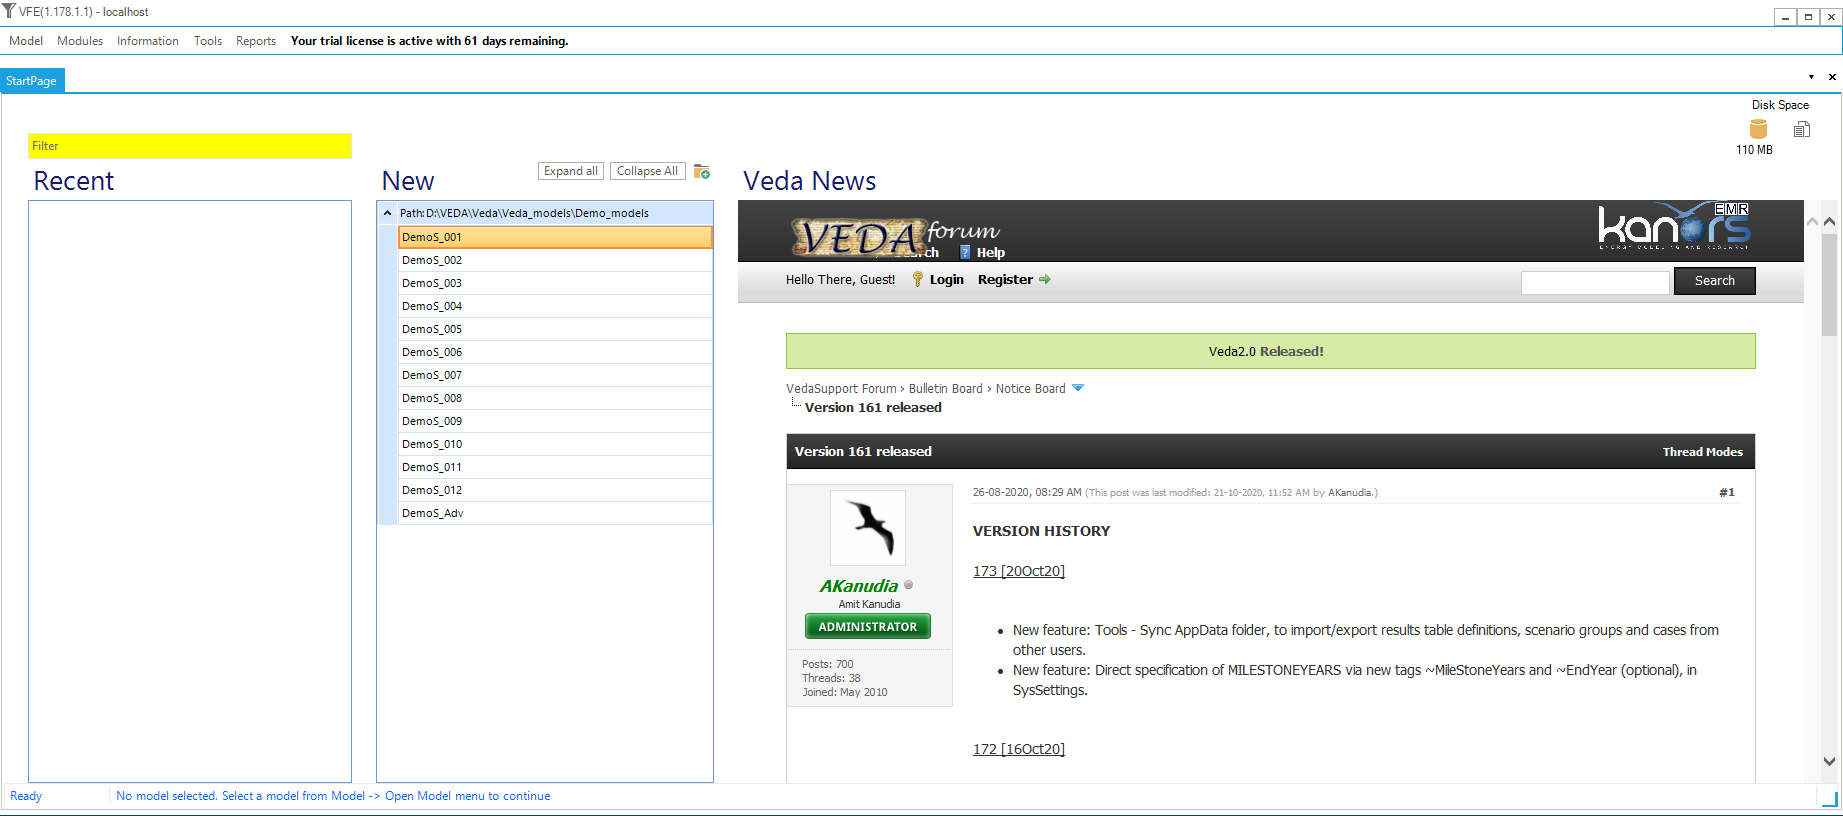 VFE(1.178.1.1) - localhost
Model Modules Information Tools Reports Your trial license is active with 61 days remaining.
StartPage
Disk Space
110 MB
Filter
Recent
New
Expand all
Collapse All
Path:D:\VEDA\Veda\Veda_models\Demo_models
DemoS_001
DemoS_002
DemoS_003
DemoS_004
DemoS_005
DemoS_006
DemoS_007
DemoS_008
DemoS_009
DemoS_010
DemoS_011
DemoS_012
DemoS_Adv
Veda News
VEDA forum
Help
kanors EMR
ENERGY MODELING AND RESEARCH
Hello There, Guest! Login Register
Search
Veda2.0 Released!
VedaSupport Forum › Bulletin Board › Notice Board
Version 161 released
Version 161 released
Thread Modes
AKanudia
Amit Kanudia
ADMINISTRATOR
Posts: 700
Threads: 38
Joined: May 2010
26-08-2020, 08:29 AM (This post was last modified: 21-10-2020, 11:52 AM by AKanudia.)
#1
VERSION HISTORY
173 [20Oct20]
• New feature: Tools - Sync AppData folder, to import/export results table definitions, scenario groups and cases from
other users.
• New feature: Direct specification of MILESTONEYEARS via new tags ~MileStoneYears and ~EndYear (optional), in
SysSettings.
172 [16Oct20]
Ready
No model selected. Select a model from Model -> Open Model menu to continue